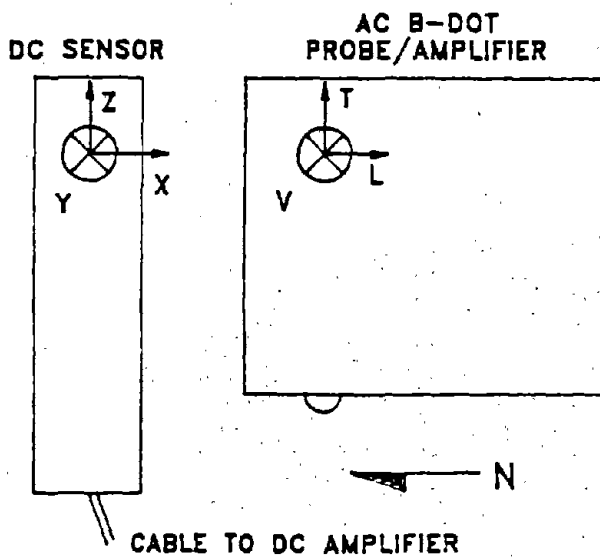 DC SENSOR
AC B-DOT
PROBE/AMPLIFIER
Z
X
Y
T
L
V
N
CABLE TO DC AMPLIFIER